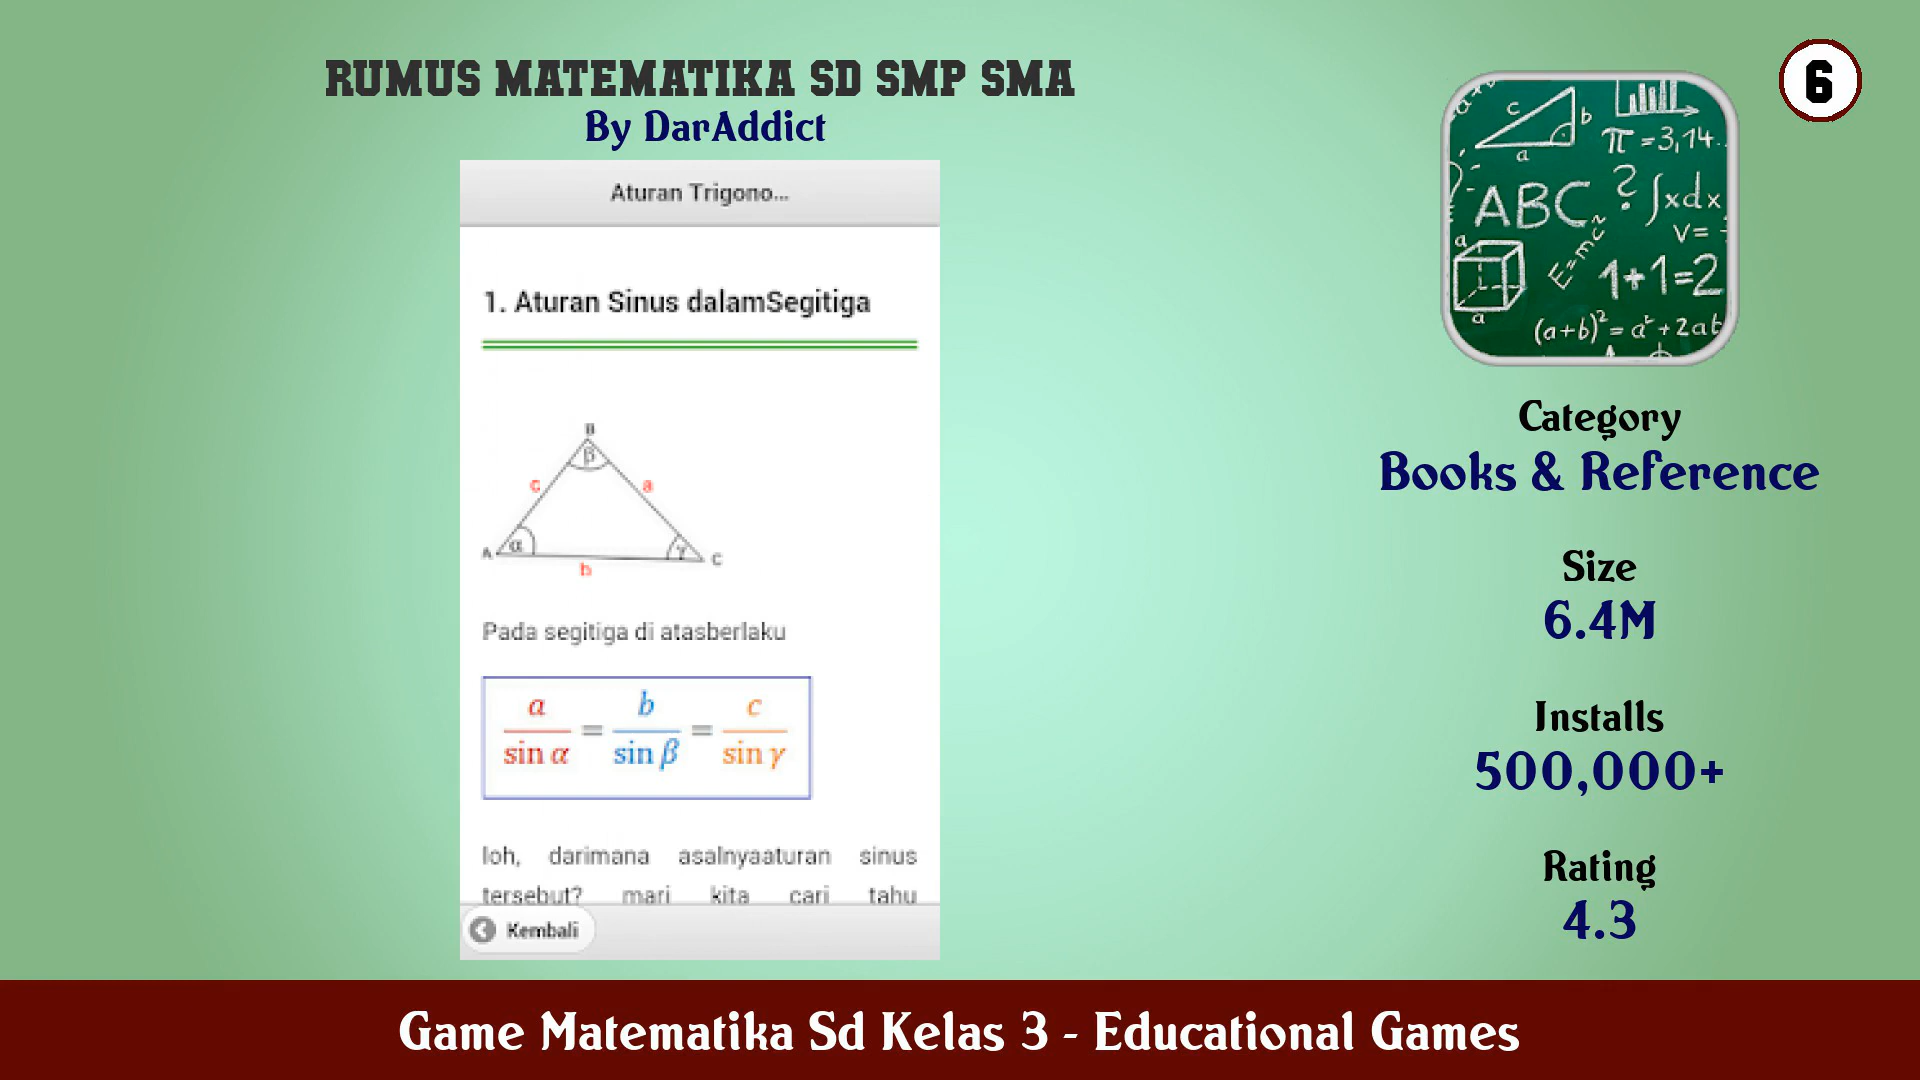 RUMUS MATEMATIKA SD SMP SMA
By DarAddict
6
Aturan Trigono...
1. Aturan Sinus dalamSegitiga
B
β
c
a
A
α
γ
C
b
Pada segitiga di atasberlaku
a/sin α = b/sin β = c/sin γ
loh, darimana asalnyaaturan sinus
tersebut? mari kita cari tahu
Kembali
c
b
a
π = 3,14..
ABC
?
∫xdx
V=
a
E=mc²
1+1=2
a
(a+b)² = a² + 2ab
Category
Books & Reference
Size
6.4M
Installs
500,000+
Rating
4.3
Game Matematika Sd Kelas 3 - Educational Games